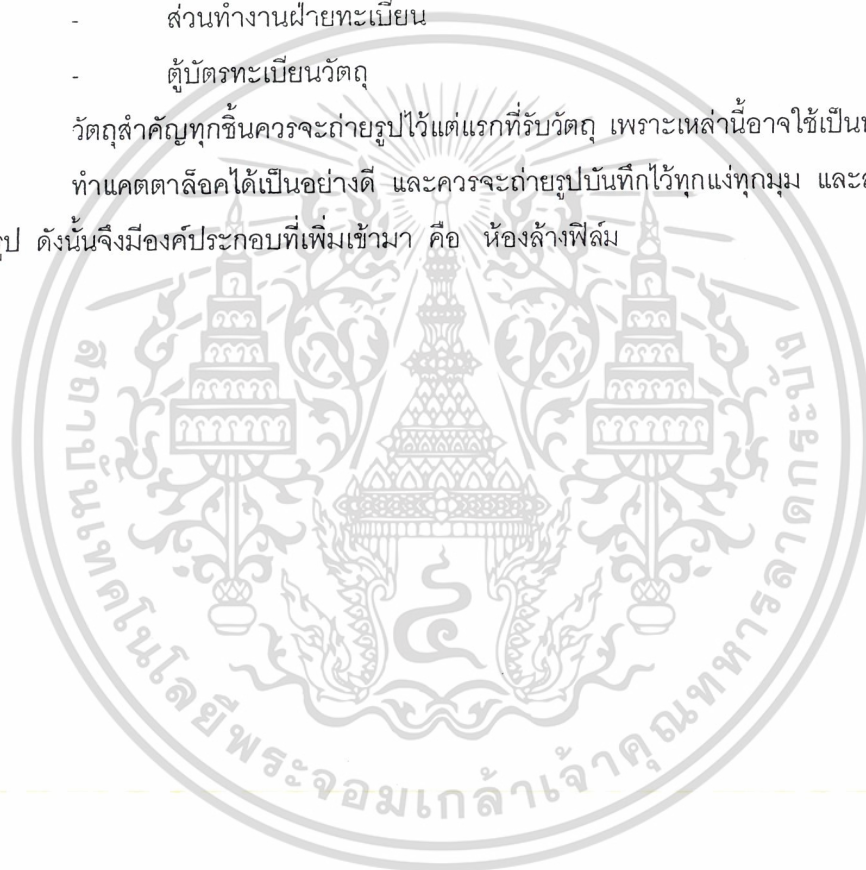 - ส่วนทำงานฝ่ายทะเบียน
- ตู้บัตรทะเบียนวัตถุ
วัตถุสำคัญทุกชิ้นควรจะถ่ายรูปไว้แต่แรกที่รับวัตถุ เพราะเหล่านี้อาจใช้เป็น
ทำแคตตาล็อคได้เป็นอย่างดี และควรจะถ่ายรูปบันทึกไว้ทุกแง่ทุกมุม และ
ดังนั้นจึงมีองค์ประกอบที่เพิ่มเข้ามา คือ ห้องล้างฟิล์ม
สถาบันเทคโนโลยีพระจอมเกล้าเจ้าคุณทหารลาดกระบัง